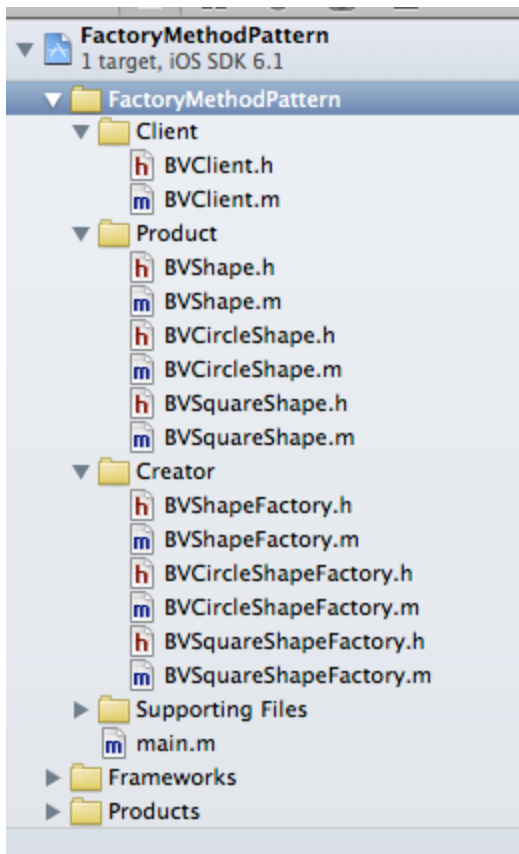 FactoryMethodPattern
1 target, iOS SDK 6.1
FactoryMethodPattern
Client
h BVClient.h
m BVClient.m
Product
h BVShape.h
m BVShape.m
h BVCircleShape.h
m BVCircleShape.m
h BVSquareShape.h
m BVSquareShape.m
Creator
h BVShapeFactory.h
m BVShapeFactory.m
h BVCircleShapeFactory.h
m BVCircleShapeFactory.m
h BVSquareShapeFactory.h
m BVSquareShapeFactory.m
Supporting Files
m main.m
Frameworks
Products